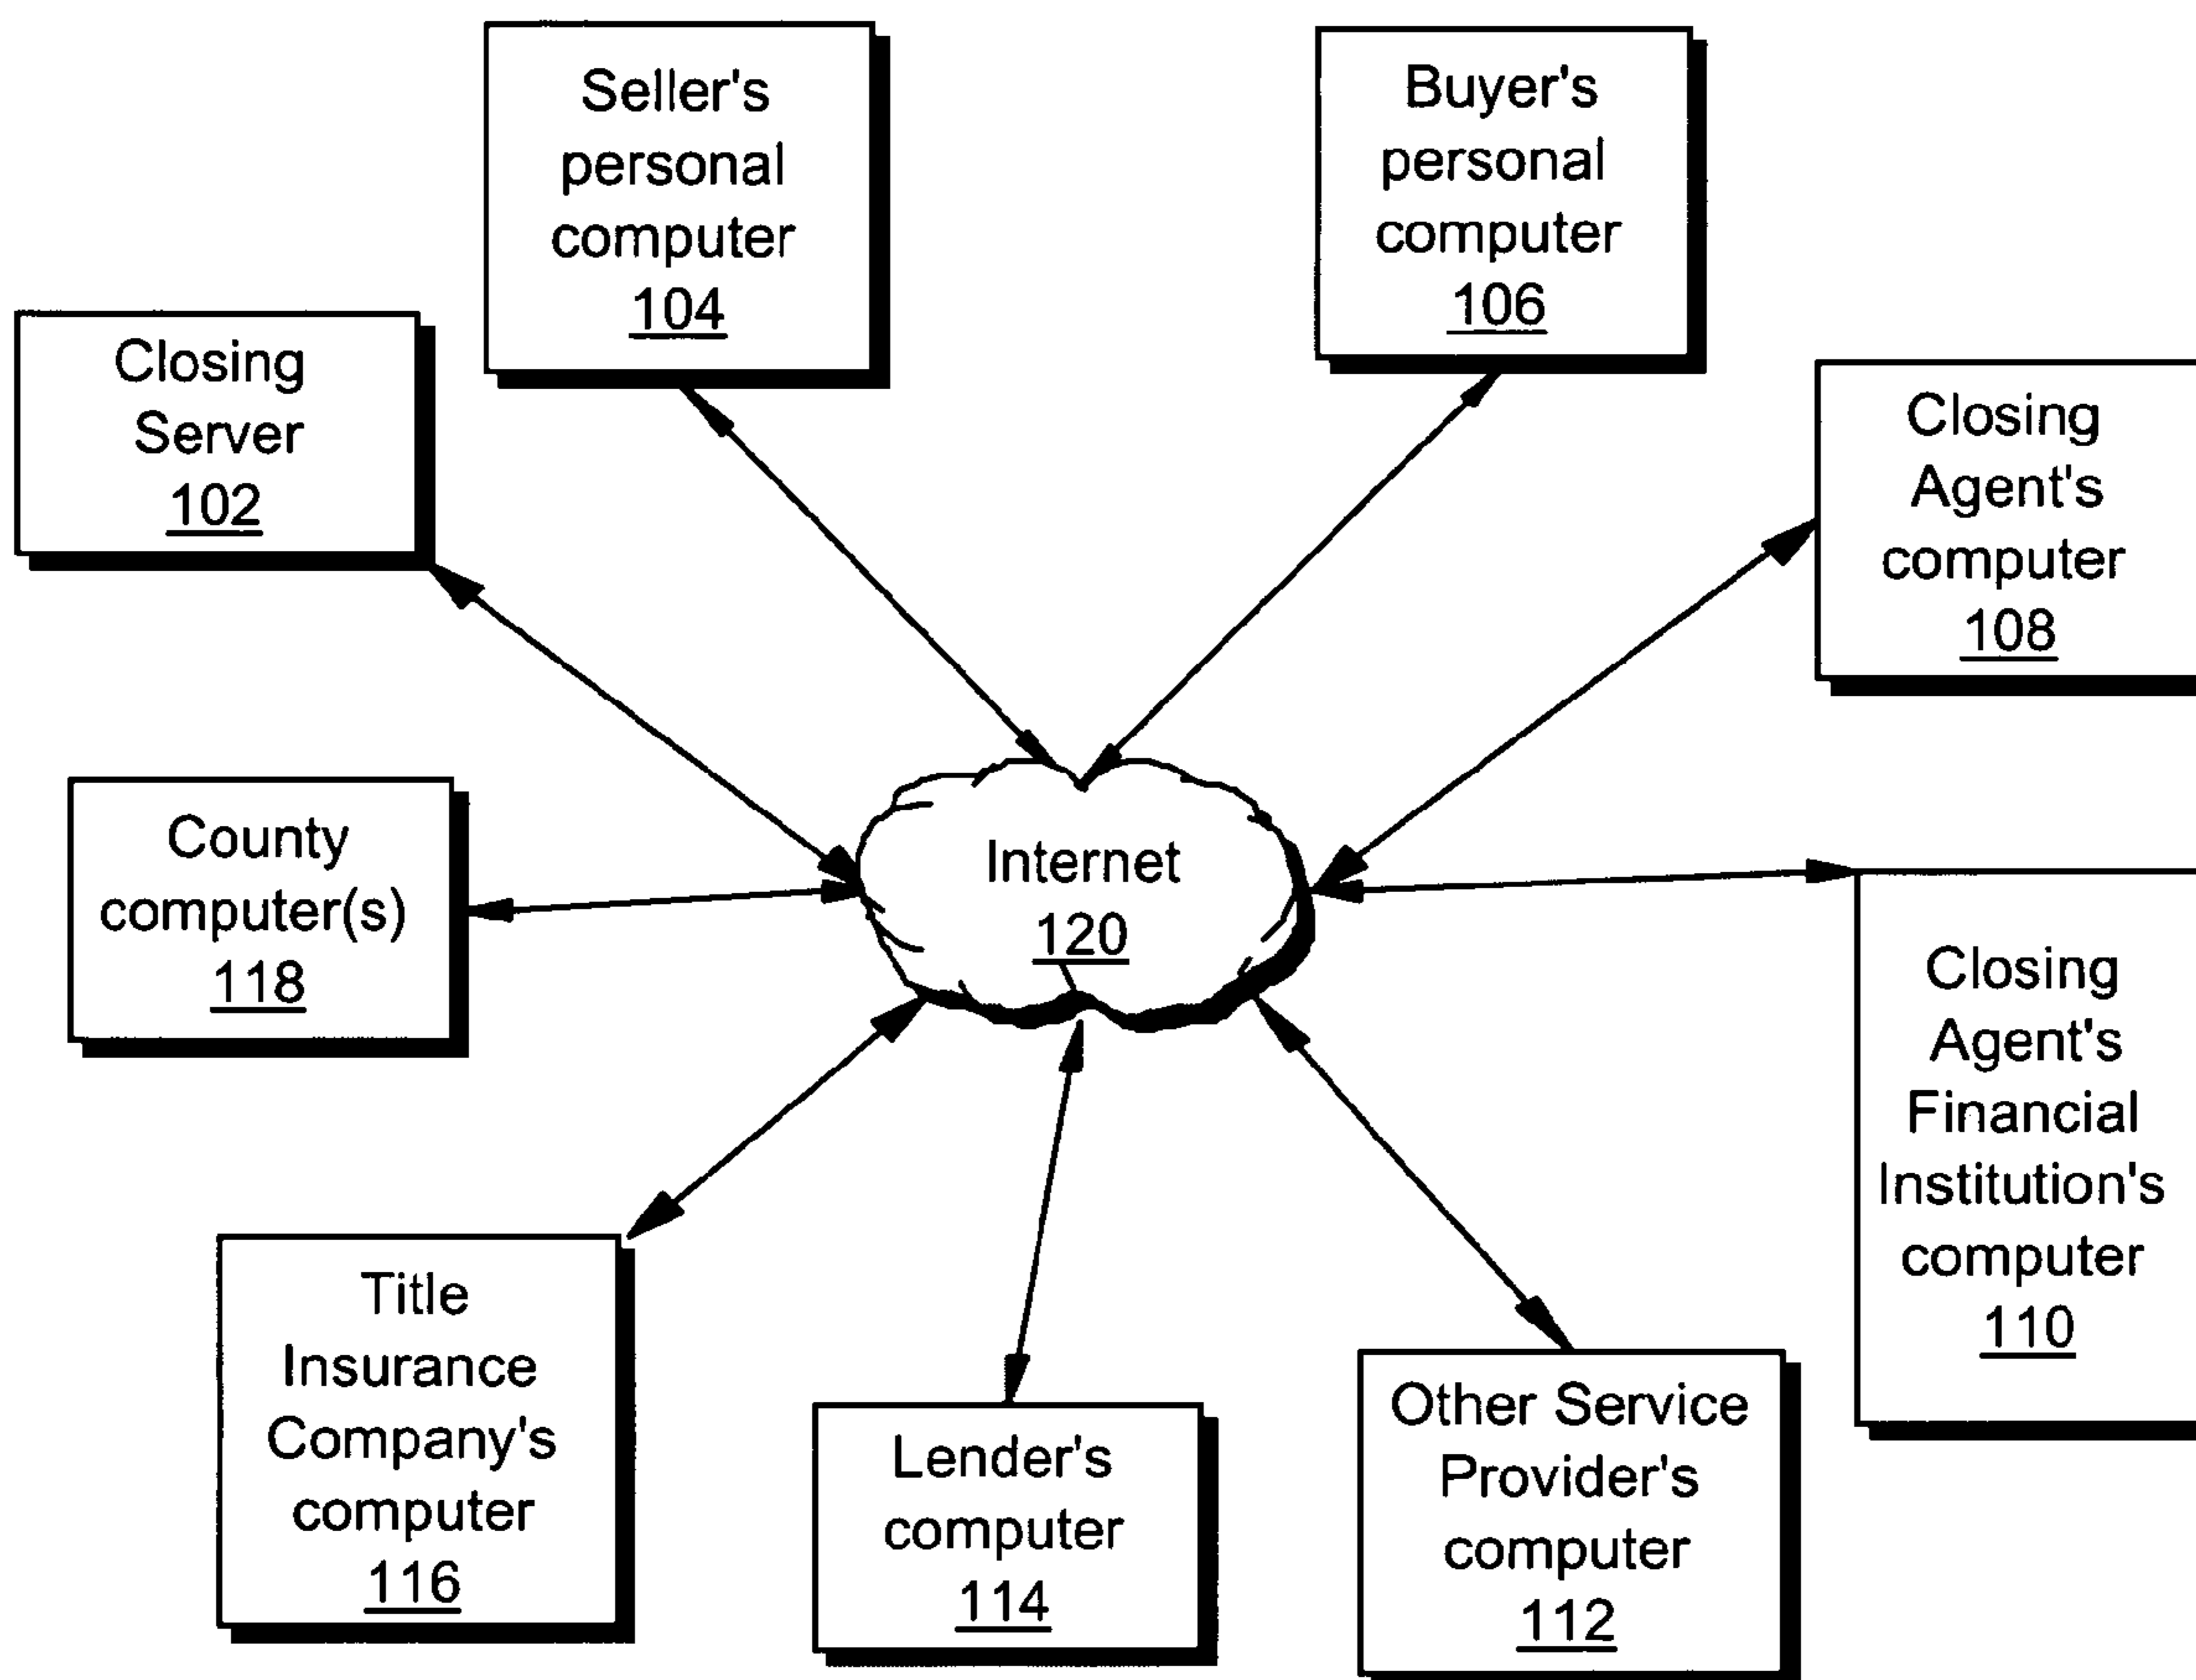 Seller's
personal
computer
104
Buyer's
personal
computer
106
Closing
Server
102
Closing
Agent's
computer
108
County
computer(s)
118
Internet
120
Closing
Agent's
Financial
Institution's
computer
110
Title
Insurance
Company's
computer
116
Lender's
computer
114
Other Service
Provider's
computer
112